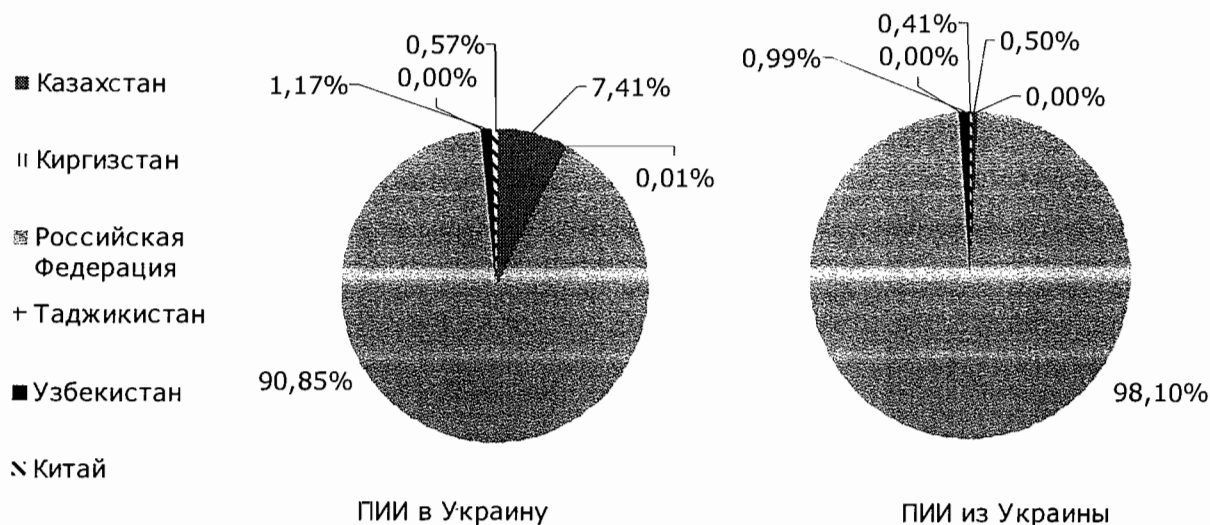 Казахстан
Киргизстан
Российская
Федерация
Таджикистан
Узбекистан
Китай
0,57%
0,00%
1,17%
7,41%
0,01%
90,85%
ПИИ в Украину
0,41%
0,00%
0,99%
0,50%
0,00%
98,10%
ПИИ из Украины